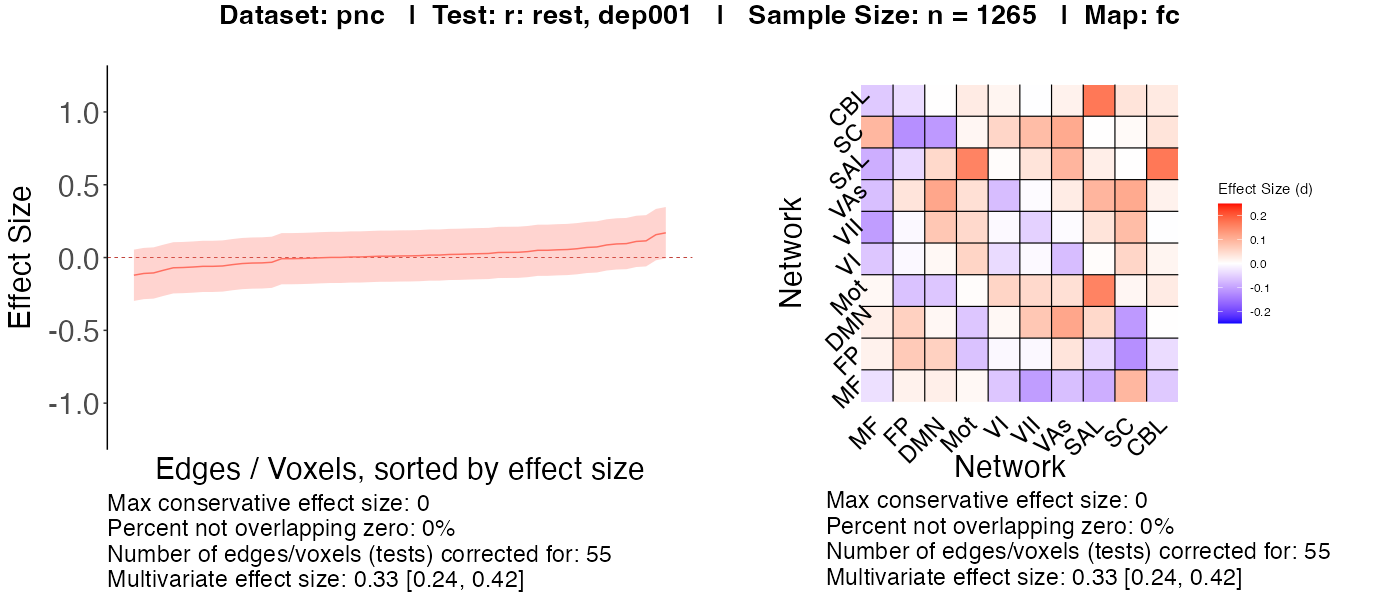 Dataset: pnc | Test: r: rest, dep001 | Sample Size: n = 1265 | Map: fc
Effect Size
1.0
0.5
0.0
-0.5
-1.0
Edges / Voxels, sorted by effect size
Max conservative effect size: 0
Percent not overlapping zero: 0%
Number of edges/voxels (tests) corrected for: 55
Multivariate effect size: 0.33 [0.24, 0.42]
Network
CBL
SC
SAL
VAs
VII
VI
Mot
DMN
FP
MF
MF FP DMN Mot VI VII VAs SAL SC CBL
Network
Effect Size (d)
0.2
0.1
0.0
-0.1
-0.2
Max conservative effect size: 0
Percent not overlapping zero: 0%
Number of edges/voxels (tests) corrected for: 55
Multivariate effect size: 0.33 [0.24, 0.42]